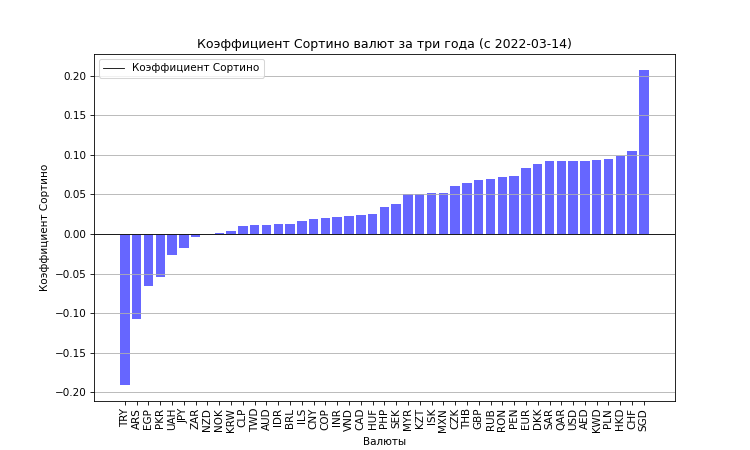 Коэффициент Сортино валют за три года (с 2022-03-14)
Коэффициент Сортино
0.20
0.15
0.10
0.05
0.00
−0.05
−0.10
−0.15
−0.20
Коэффициент Сортино
TRY
ARS
EGP
PKR
UAH
JPY
ZAR
NZD
NOK
KRW
CLP
TWD
AUD
IDR
BRL
ILS
CNY
COP
INR
VND
CAD
HUF
PHP
SEK
MYR
KZT
ISK
MXN
CZK
THB
GBP
RUB
RON
PEN
EUR
DKK
SAR
QAR
USD
AED
KWD
PLN
HKD
CHF
SGD
Валюты